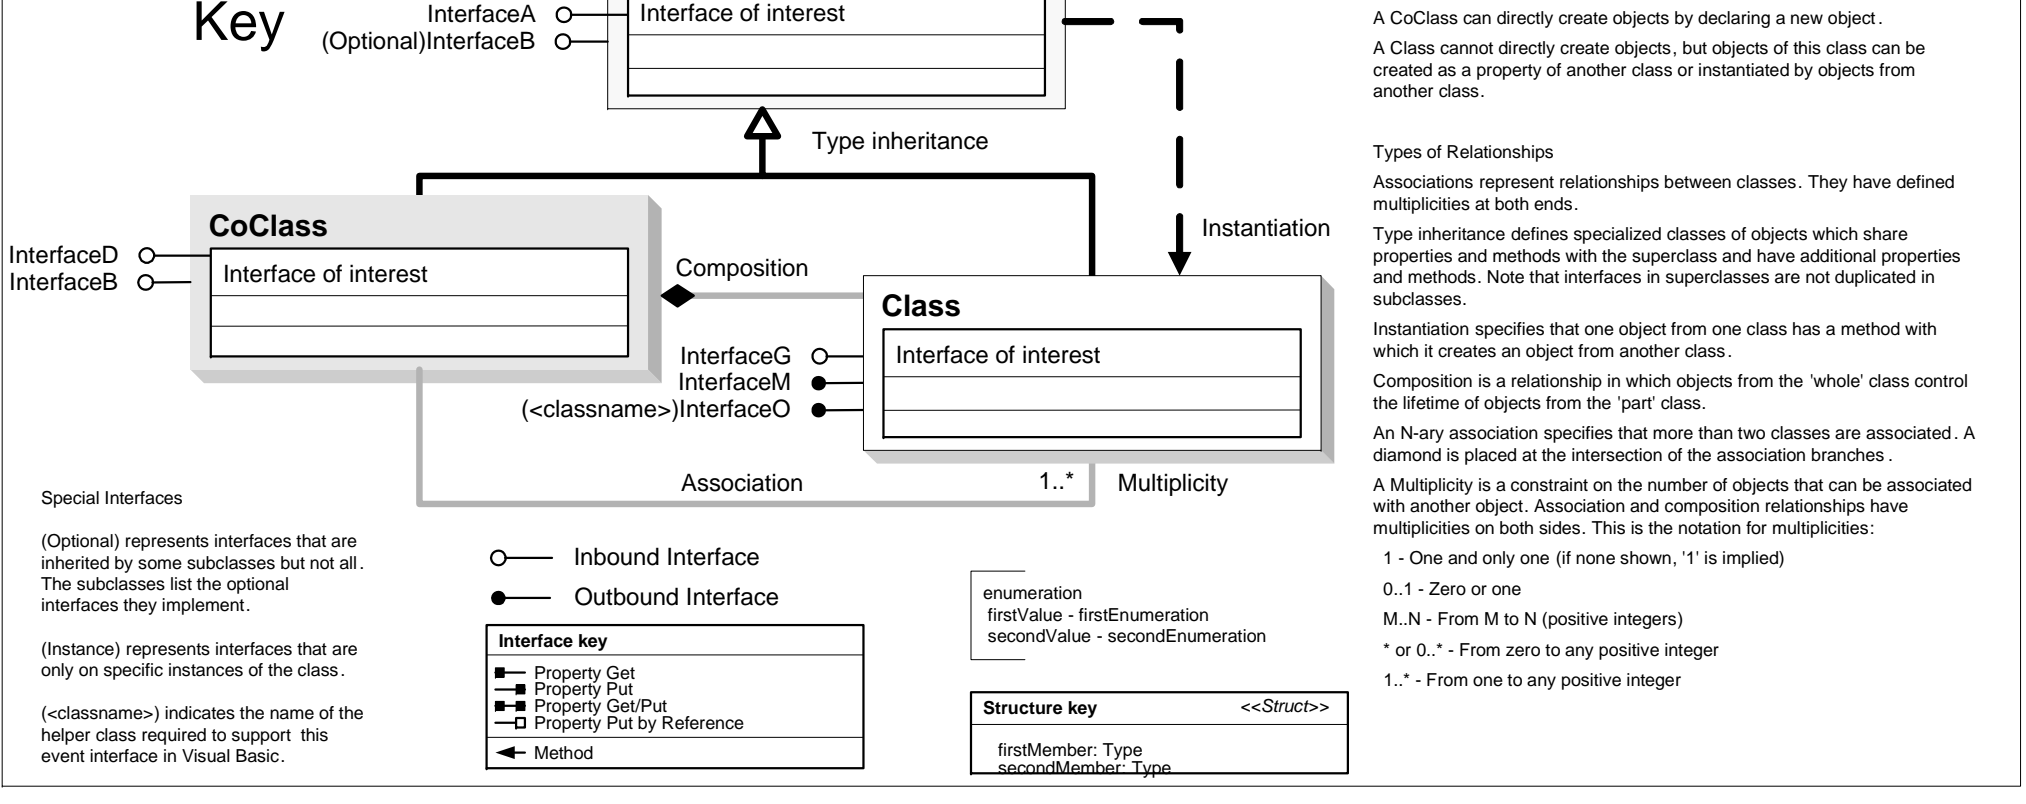 Key
InterfaceA
(Optional)InterfaceB
Interface of interest
Type inheritance
CoClass
InterfaceD
InterfaceB
Interface of interest
Composition
Instantiation
Class
InterfaceG
InterfaceM
(<classname>)InterfaceO
Interface of interest
Association
1..*
Multiplicity
Special Interfaces
(Optional) represents interfaces that are
inherited by some subclasses but not all.
The subclasses list the optional
interfaces they implement.
(Instance) represents interfaces that are
only on specific instances of the class.
(<classname>) indicates the name of the
helper class required to support this
event interface in Visual Basic.
Inbound Interface
Outbound Interface
Interface key
Property Get
Property Put
Property Get/Put
Property Put by Reference
Method
enumeration
firstValue - firstEnumeration
secondValue - secondEnumeration
Structure key
<<Struct>>
firstMember: Type
secondMember: Type
A CoClass can directly create objects by declaring a new object.
A Class cannot directly create objects, but objects of this class can be
created as a property of another class or instantiated by objects from
another class.
Types of Relationships
Associations represent relationships between classes. They have defined
multiplicities at both ends.
Type inheritance defines specialized classes of objects which share
properties and methods with the superclass and have additional properties
and methods. Note that interfaces in superclasses are not duplicated in
subclasses.
Instantiation specifies that one object from one class has a method with
which it creates an object from another class.
Composition is a relationship in which objects from the 'whole' class control
the lifetime of objects from the 'part' class.
An N-ary association specifies that more than two classes are associated. A
diamond is placed at the intersection of the association branches.
A Multiplicity is a constraint on the number of objects that can be associated
with another object. Association and composition relationships have
multiplicities on both sides. This is the notation for multiplicities:
1 - One and only one (if none shown, '1' is implied)
0..1 - Zero or one
M..N - From M to N (positive integers)
* or 0..* - From zero to any positive integer
1..* - From one to any positive integer